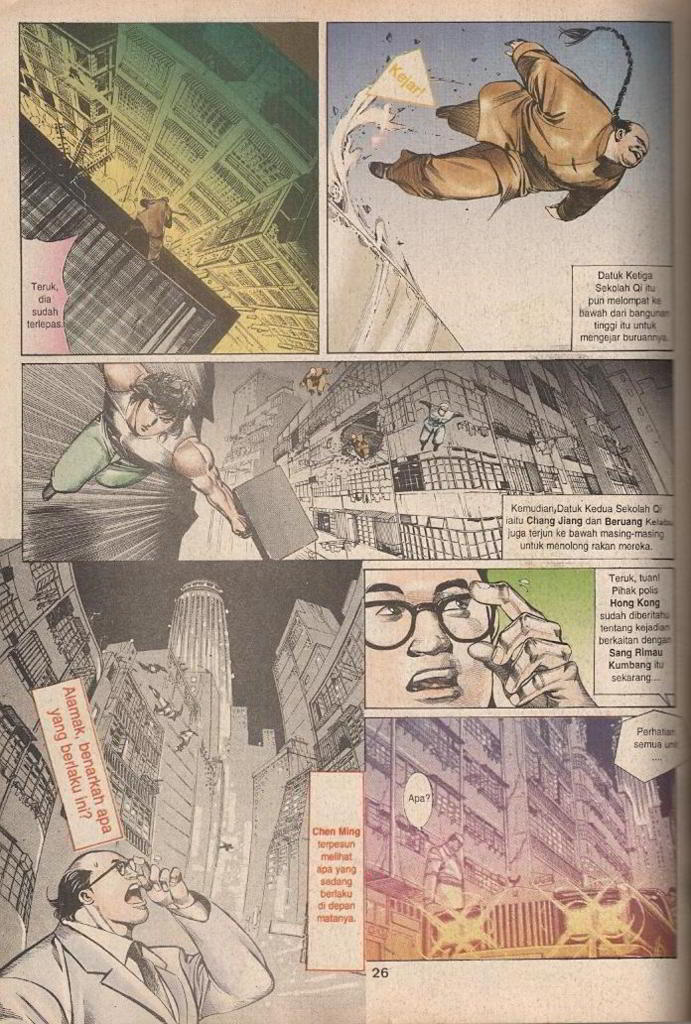 Teruk,
dia
sudah
terlepas.
Kejar!
Datuk Ketiga
Sekolah Qi itu
pun melompat ke
bawah dari bangunan
tinggi itu untuk
mengejar buruannya.
Kemudian, Datuk Kedua Sekolah Qi
iaitu Chang Jiang dan Beruang Kelabu
juga terjun ke bawah masing-masing
untuk menolong rakan mereka.
Alamak, benarkah apa
yang berlaku ini?
Chen Ming
terpesun
melihat
apa yang
sedang
berlaku
di depan
matanya.
Teruk, tuan!
Pihak polis
Hong Kong
sudah diberitahu
tentang kejadian
berkaitan dengan
Sang Rimau
Kumbang itu
sekarang...
Perhatian
semua
....
Apa?
26